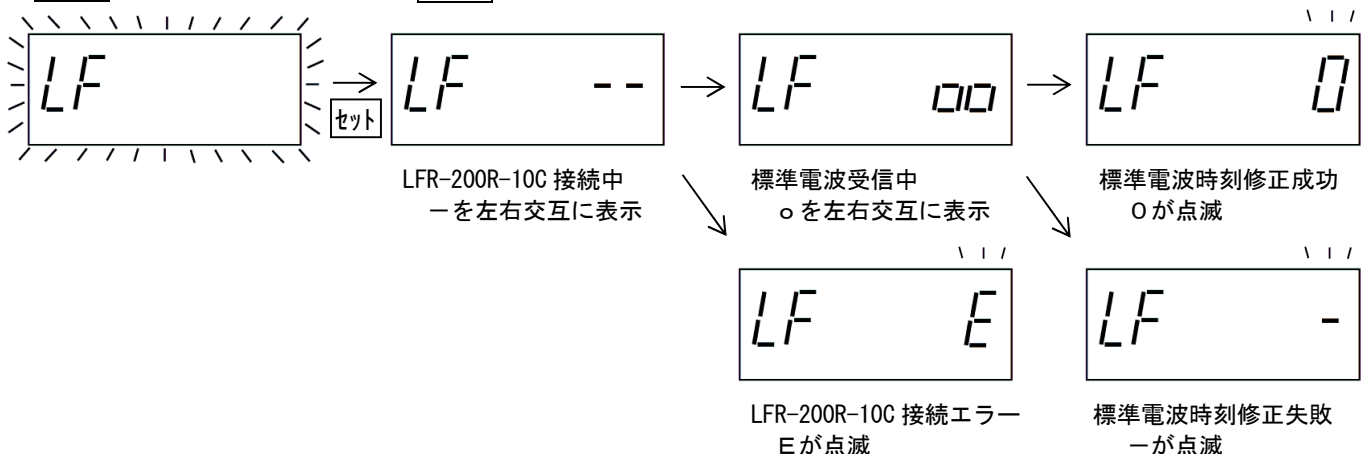 LF
セット
LF --
LF oo
LF 0
LFR-200R-10C 接続中
－を左右交互に表示
標準電波受信中
oを左右交互に表示
標準電波時刻修正成功
0が点滅
LF E
LF -
LFR-200R-10C 接続エラー
Eが点滅
標準電波時刻修正失敗
－が点滅